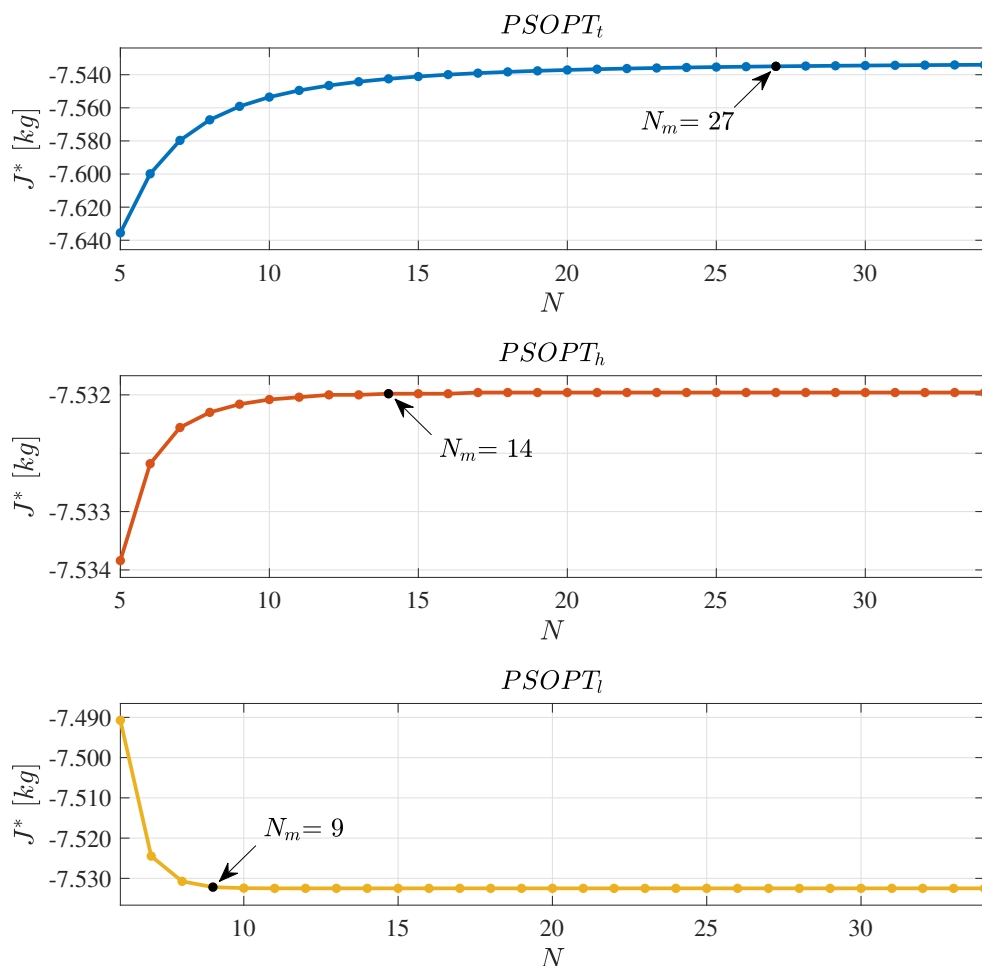 PSOPT_t
-7.540
-7.560
-7.580
-7.600
-7.620
-7.640
J* [kg]
N_m= 27
5 10 15 20 25 30
N
PSOPT_h
-7.532
-7.533
-7.534
J* [kg]
N_m= 14
5 10 15 20 25 30
N
PSOPT_l
-7.490
-7.500
-7.510
-7.520
-7.530
J* [kg]
N_m= 9
10 15 20 25 30
N